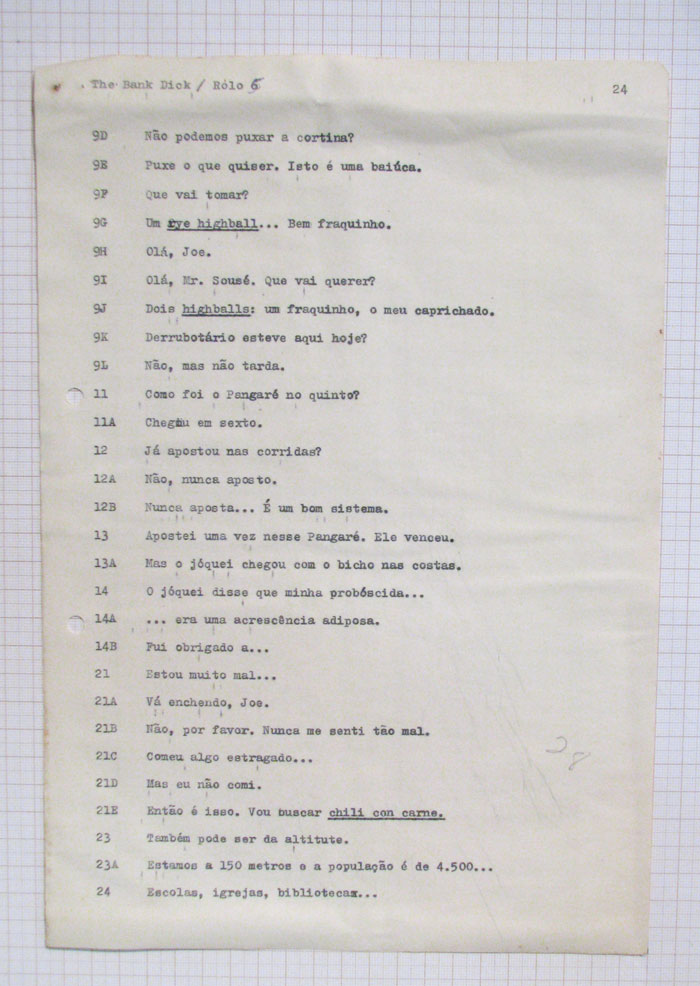 The Bank Dick / Rôlo 5 24
9D Não podemos puxar a cortina?
9E Puxe o que quiser. Isto é uma baiúca.
9F Que vai tomar?
9G Um rye highball... Bem fraquinho.
9H Olá, Joe.
9I Olá, Mr. Sousé. Que vai querer?
9J Dois highballs: um fraquinho, o meu caprichado.
9K Derrubotário esteve aqui hoje?
9L Não, mas não tarda.
11 Como foi o Pangaré no quinto?
11A Chegou em sexto.
12 Já apostou nas corridas?
12A Não, nunca aposto.
12B Nunca aposta... É um bom sistema.
13 Apostei uma vez nesse Pangaré. Ele venceu.
13A Mas o jóquei chegou com o bicho nas costas.
14 O jóquei disse que minha probóscida...
14A ... era uma acrescência adiposa.
14B Fui obrigado a...
21 Estou muito mal...
21A Vá enchendo, Joe.
21B Não, por favor. Nunca me senti tão mal.
21C Comeu algo estragado...
21D Mas eu não comi.
21E Então é isso. Vou buscar chili con carne.
23 Também pode ser da altitute.
23A Estamos a 150 metros e a população é de 4.500...
24 Escolas, igrejas, bibliotecas...